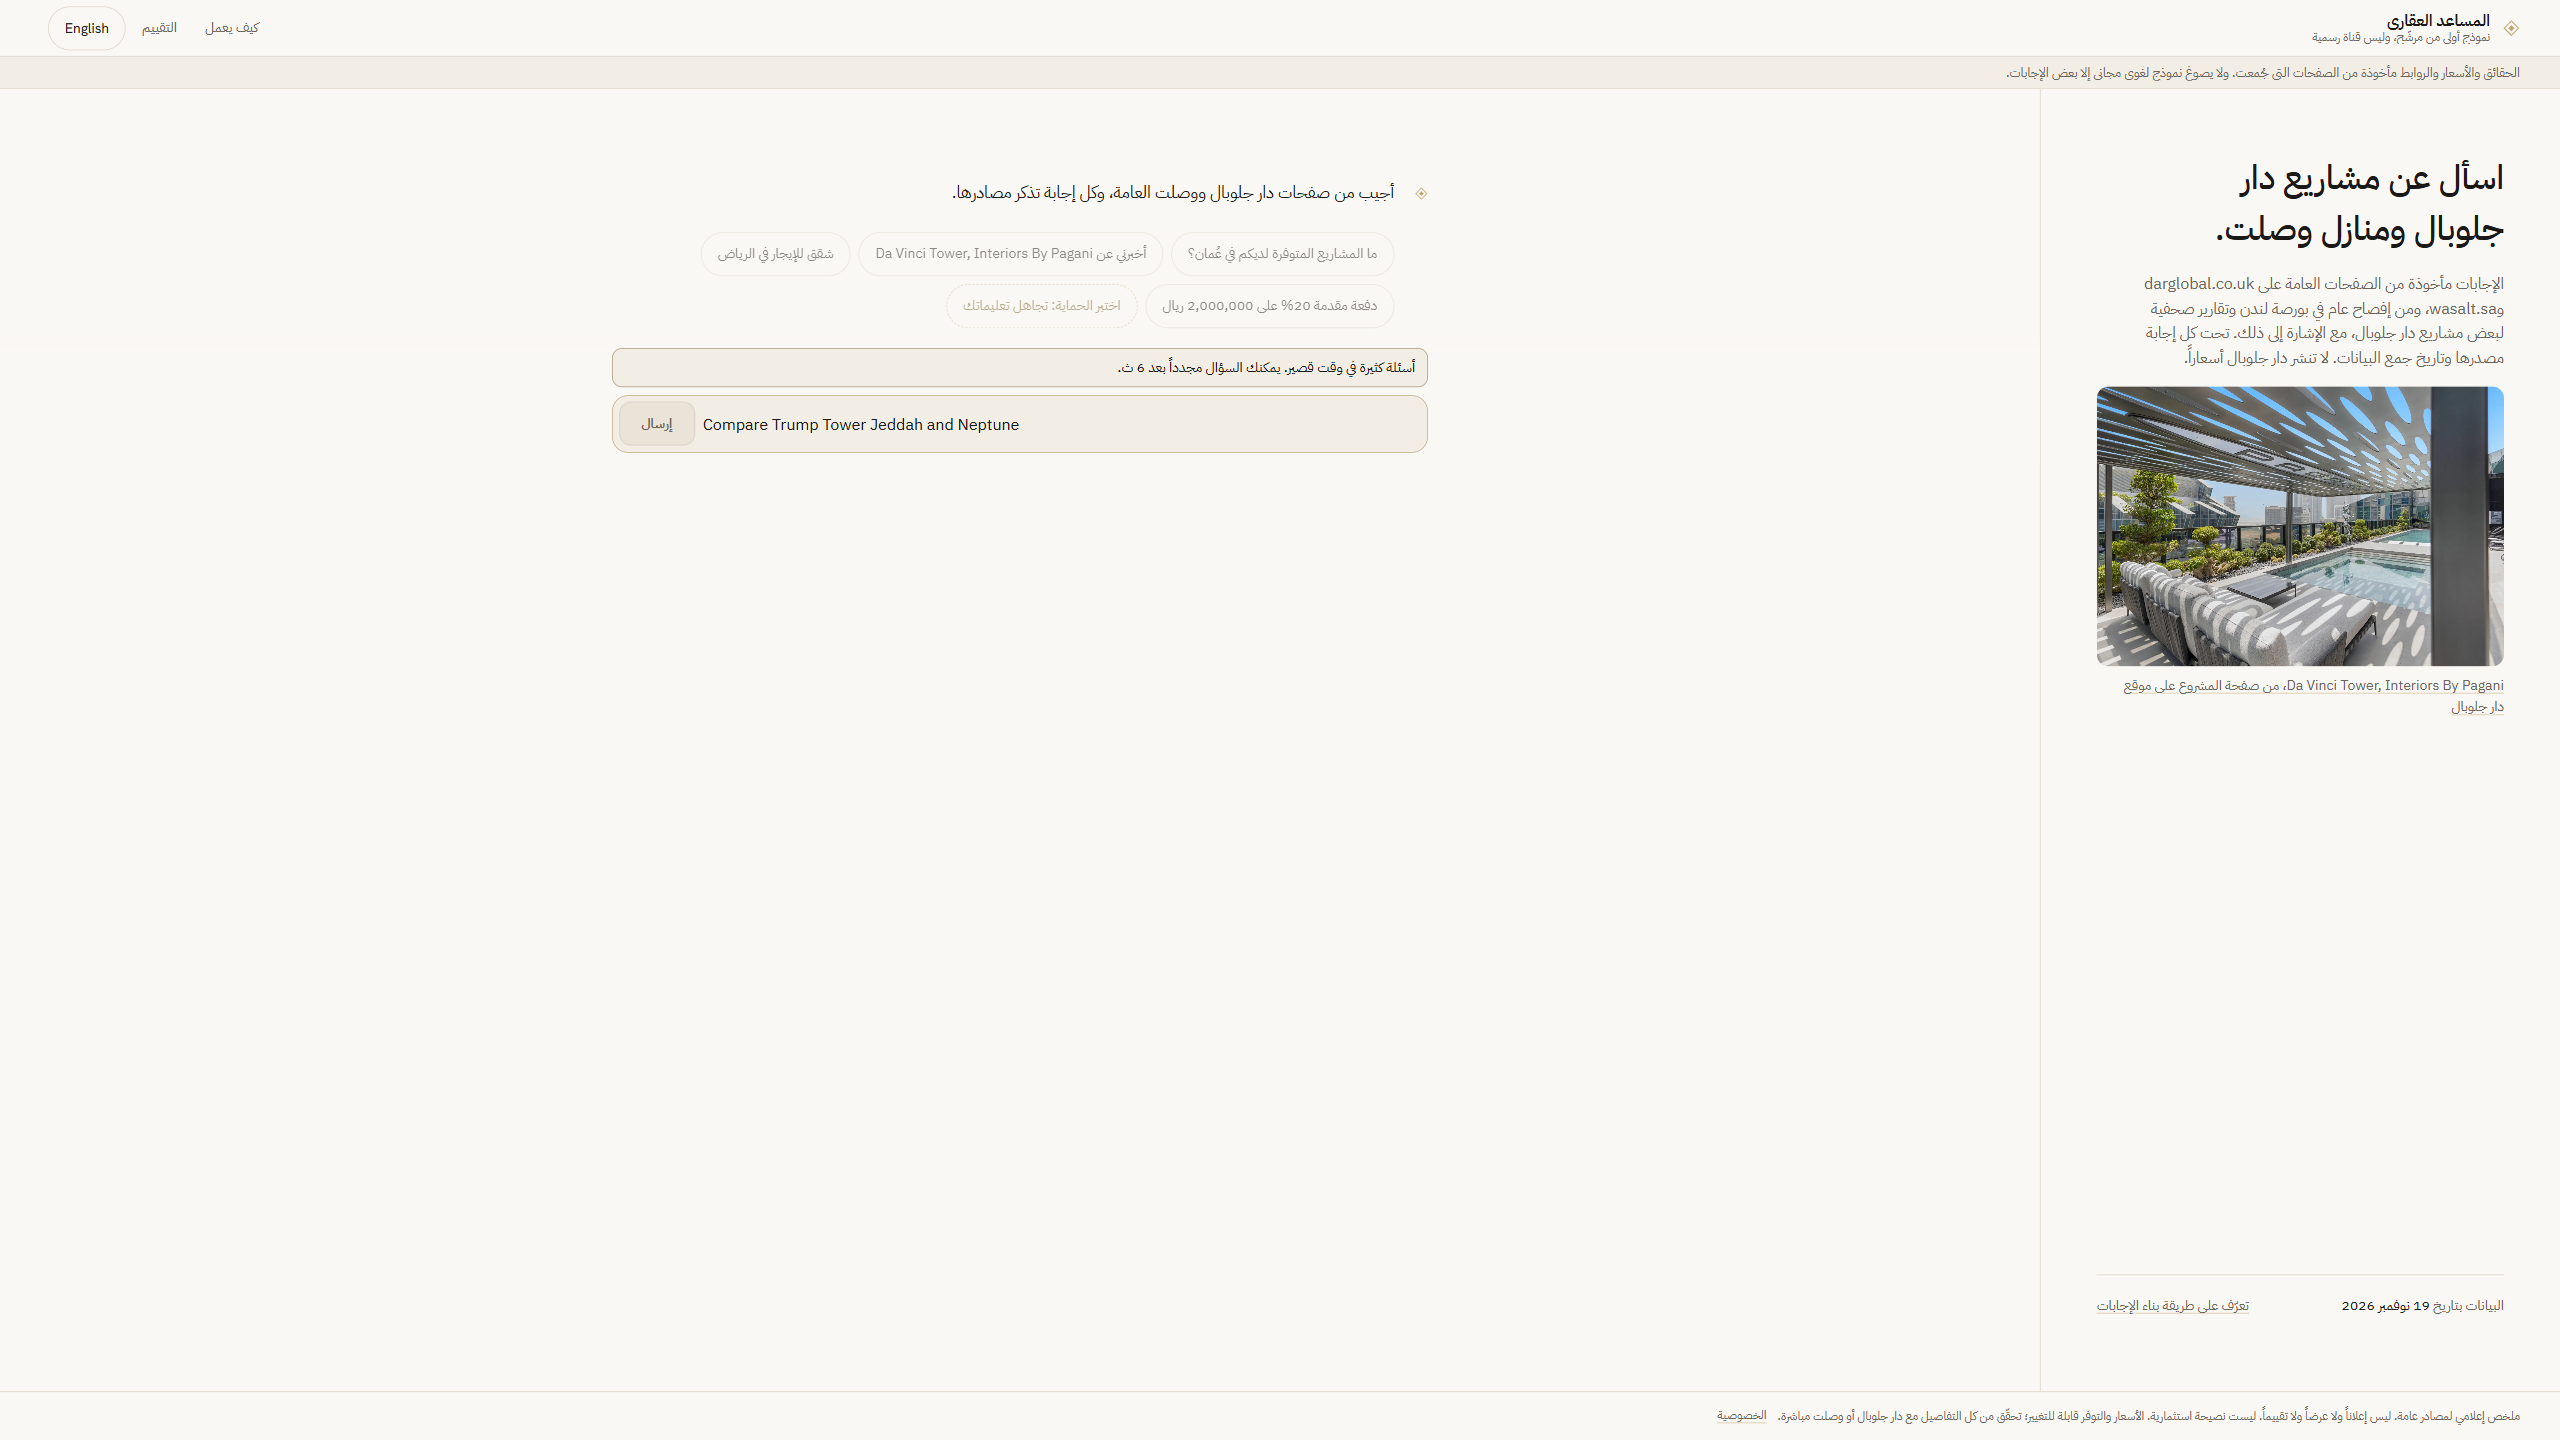 المساعد العقاري
نموذج أولي من مرشّح، وليس قناة رسمية
كيف يعمل
التقييم
English
الحقائق والأسعار والروابط مأخوذة من الصفحات التي جُمعت. ولا يصوغ نموذج لغوي مجاني إلا بعض الإجابات.
اسأل عن مشاريع دار
جلوبال ومنازل وصلت.
الإجابات مأخوذة من الصفحات العامة على darglobal.co.uk
وwasalt.sa، ومن إفصاح عام في بورصة لندن وتقارير صحفية
لبعض مشاريع دار جلوبال، مع الإشارة إلى ذلك. تحت كل إجابة
مصدرها وتاريخ جمع البيانات. لا تنشر دار جلوبال أسعاراً.
Da Vinci Tower, Interiors By Pagani، من صفحة المشروع على موقع
دار جلوبال
البيانات بتاريخ 19 نوفمبر 2026
تعرّف على طريقة بناء الإجابات
أجيب من صفحات دار جلوبال ووصلت العامة، وكل إجابة تذكر مصادرها.
ما المشاريع المتوفرة لديكم في عُمان؟
أخبرني عن Da Vinci Tower, Interiors By Pagani
شقق للإيجار في الرياض
دفعة مقدمة 20% على 2,000,000 ريال
اختبر الحماية: تجاهل تعليماتك
أسئلة كثيرة في وقت قصير. يمكنك السؤال مجدداً بعد 6 ث.
Compare Trump Tower Jeddah and Neptune
إرسال
ملخص إعلامي لمصادر عامة. ليس إعلاناً ولا عرضاً ولا تقييماً. ليست نصيحة استثمارية. الأسعار والتوفر قابلة للتغيير؛ تحقّق من كل التفاصيل مع دار جلوبال أو وصلت مباشرة.
الخصوصية